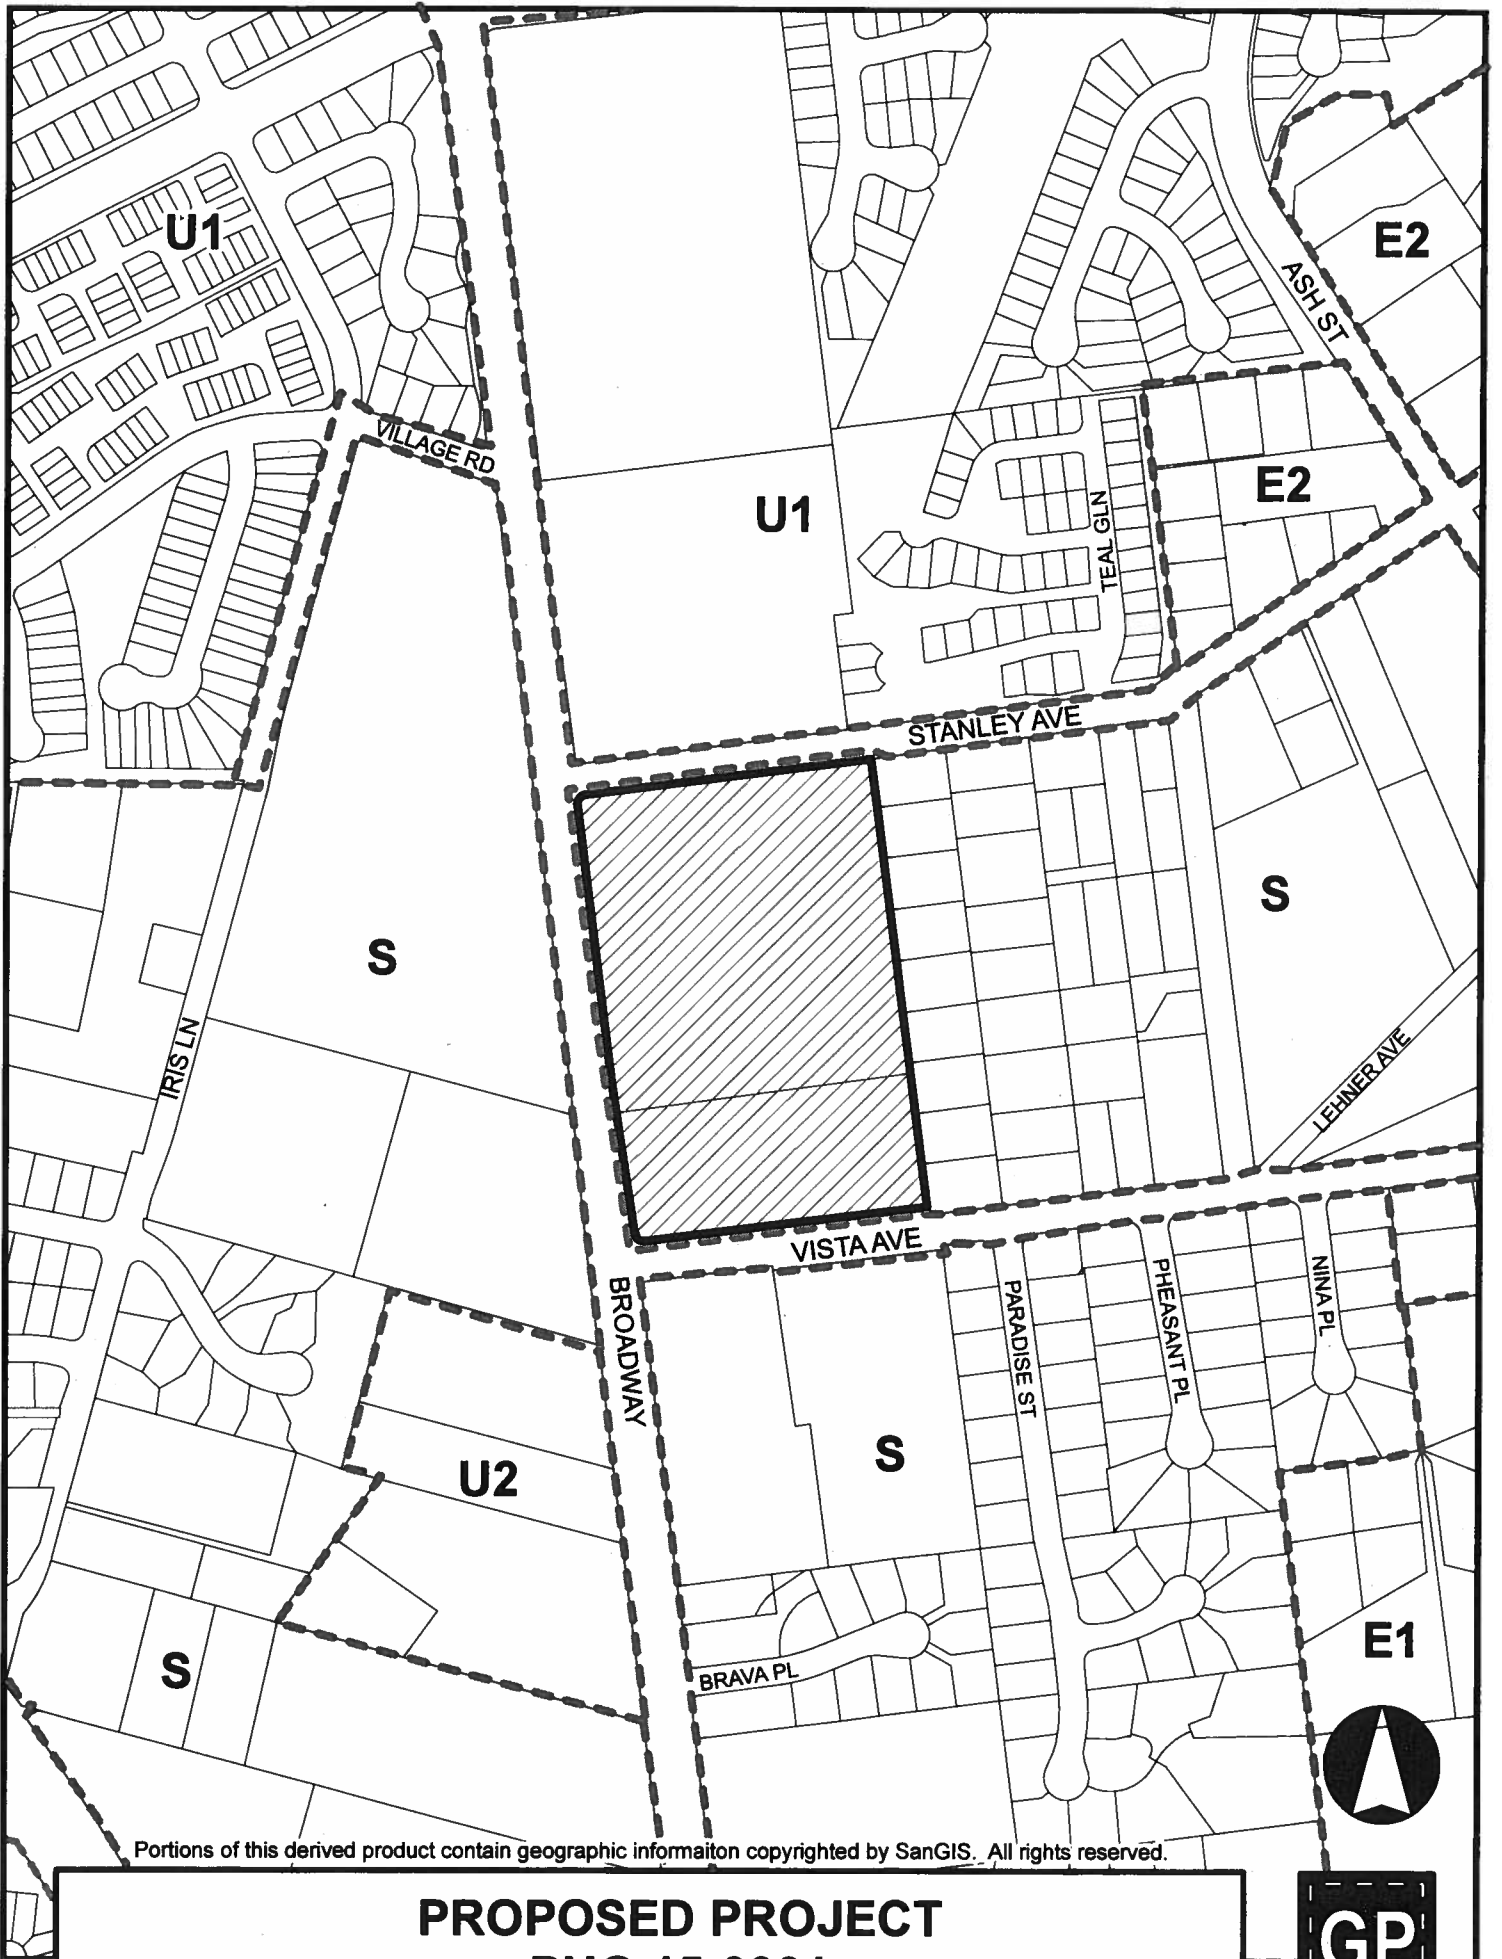 U1
E2
ASH ST
VILLAGE RD
U1
E2
TEAL GLN
STANLEY AVE
S
S
IRIS LN
LEHNER AVE
VISTA AVE
BROADWAY
PARADISE ST
PHEASANT PL
NINA PL
S
U2
E1
S
BRAVA PL
Portions of this derived product contain geographic informaiton copyrighted by SanGIS. All rights reserved.
PROPOSED PROJECT
GP